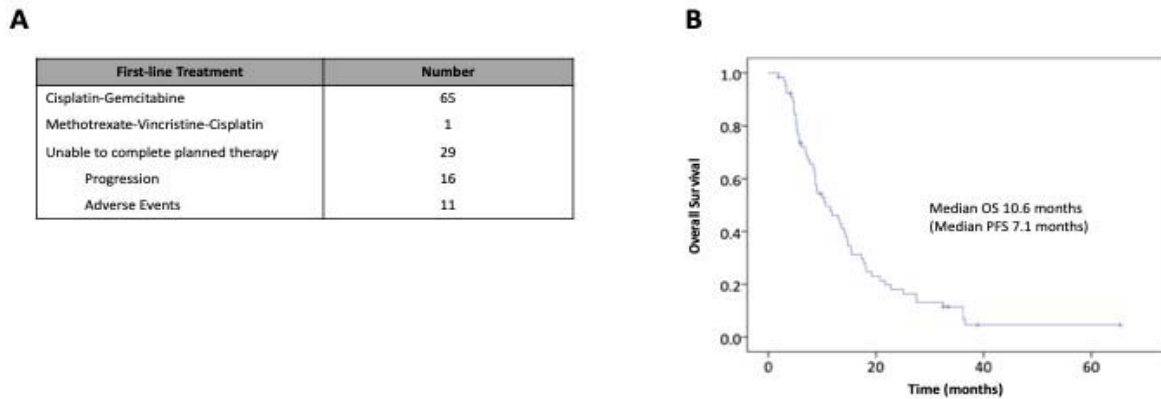 A
First-line Treatment Number
Cisplatin-Gemcitabine 65
Methotrexate-Vincristine-Cisplatin 1
Unable to complete planned therapy 29
Progression 16
Adverse Events 11
B
Overall Survival
1.0
0.8
0.6
0.4
0.2
0.0
Median OS 10.6 months
(Median PFS 7.1 months)
0 20 40 60
Time (months)